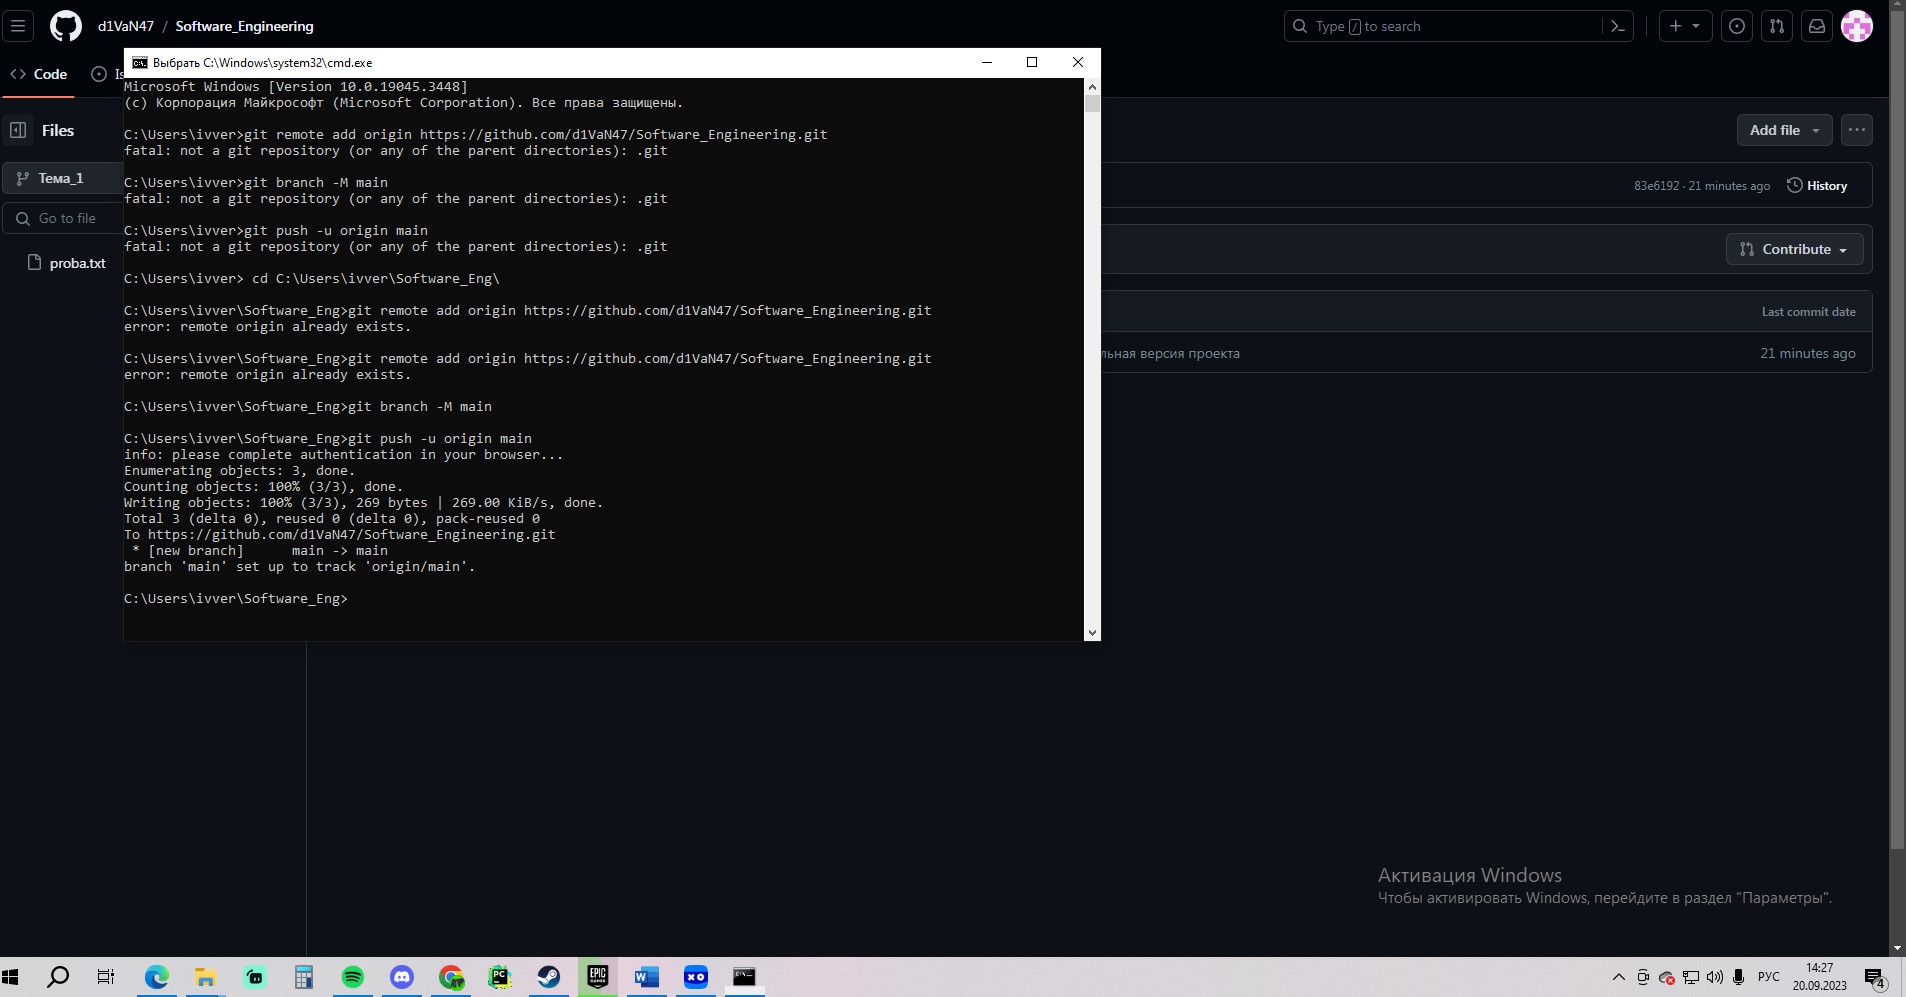 d1VaN47 / Software_Engineering
Type / to search
Выбрать C:\Windows\system32\cmd.exe
Code
Is
Files
Тема_1
Go to file
proba.txt
Microsoft Windows [Version 10.0.19045.3448]
(c) Корпорация Майкрософт (Microsoft Corporation). Все права защищены.
C:\Users\ivver>git remote add origin https://github.com/d1VaN47/Software_Engineering.git
fatal: not a git repository (or any of the parent directories): .git
C:\Users\ivver>git branch -M main
fatal: not a git repository (or any of the parent directories): .git
C:\Users\ivver>git push -u origin main
fatal: not a git repository (or any of the parent directories): .git
C:\Users\ivver> cd C:\Users\ivver\Software_Eng\
C:\Users\ivver\Software_Eng>git remote add origin https://github.com/d1VaN47/Software_Engineering.git
error: remote origin already exists.
C:\Users\ivver\Software_Eng>git remote add origin https://github.com/d1VaN47/Software_Engineering.git
error: remote origin already exists.
C:\Users\ivver\Software_Eng>git branch -M main
C:\Users\ivver\Software_Eng>git push -u origin main
info: please complete authentication in your browser...
Enumerating objects: 3, done.
Counting objects: 100% (3/3), done.
Writing objects: 100% (3/3), 269 bytes | 269.00 KiB/s, done.
Total 3 (delta 0), reused 0 (delta 0), pack-reused 0
To https://github.com/d1VaN47/Software_Engineering.git
* [new branch]      main -> main
branch 'main' set up to track 'origin/main'.
C:\Users\ivver\Software_Eng>
Add file
83e6192 · 21 minutes ago
History
Contribute
Last commit date
льная версия проекта
21 minutes ago
Активация Windows
Чтобы активировать Windows, перейдите в раздел "Параметры".
PC
EPIC GAMES
W
XO
РУС
14:27
20.09.2023
4